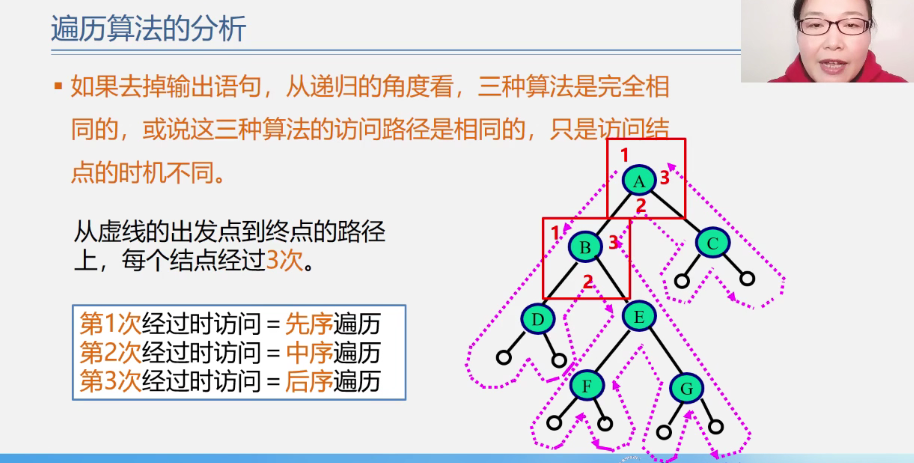 遍历算法的分析
▪ 如果去掉输出语句，从递归的角度看，三种算法是完全相
同的，或说这三种算法的访问路径是相同的，只是访问结
点的时机不同。
从虚线的出发点到终点的路径
上，每个结点经过3次。
第1次经过时访问＝先序遍历
第2次经过时访问＝中序遍历
第3次经过时访问＝后序遍历
1
A 3
2
1
B 3
C
2
D
E
F
G